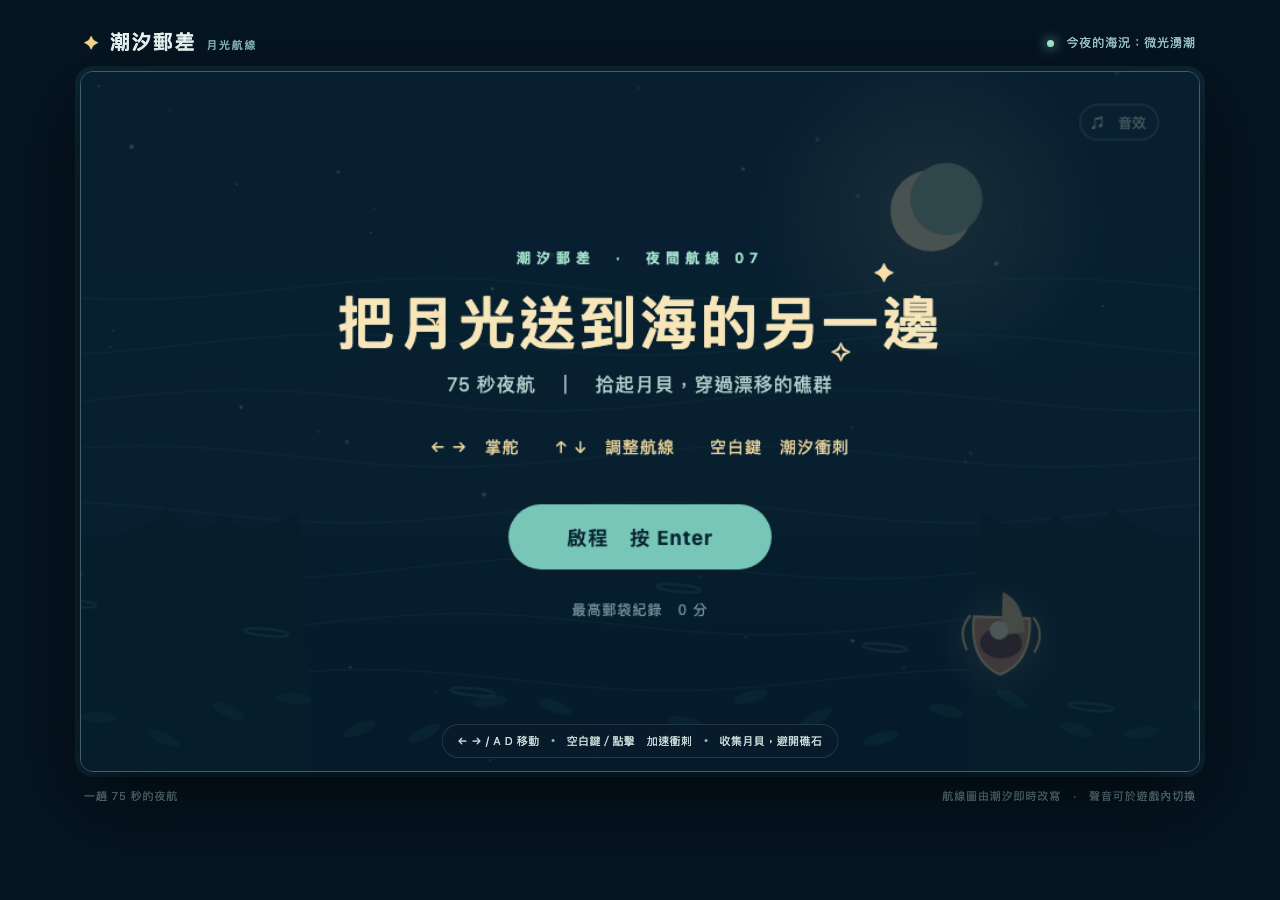 潮汐郵差 月光航線
今夜的海況：微光湧潮
♫ 音效
潮汐郵差 · 夜間航線 07
把月光送到海的另一邊
75 秒夜航 ｜ 拾起月貝，穿過漂移的礁群
← → 掌舵 ↑ ↓ 調整航線 空白鍵 潮汐衝刺
啟程 按 Enter
最高郵袋紀錄 0 分
← → / A D 移動 • 空白鍵 / 點擊 加速衝刺 • 收集月貝，避開礁石
一趟 75 秒的夜航
航線圖由潮汐即時改寫 · 聲音可於遊戲內切換